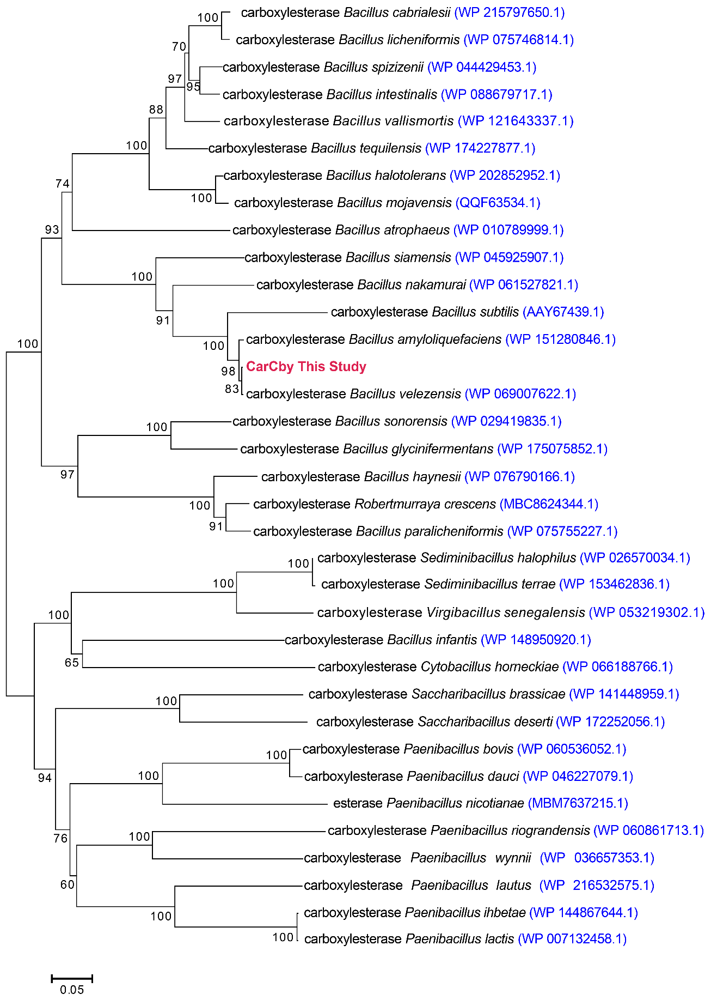 100 carboxylesterase Bacillus cabrialesii (WP 215797650.1)
carboxylesterase Bacillus licheniformis (WP 075746814.1)
70
carboxylesterase Bacillus spizizenii (WP 044429453.1)
97
95
carboxylesterase Bacillus intestinalis (WP 088679717.1)
88
carboxylesterase Bacillus vallismortis (WP 121643337.1)
100
carboxylesterase Bacillus tequilensis (WP 174227877.1)
carboxylesterase Bacillus halotolerans (WP 202852952.1)
74
100
carboxylesterase Bacillus mojavensis (QQF63534.1)
93
carboxylesterase Bacillus atrophaeus (WP 010789999.1)
carboxylesterase Bacillus siamensis (WP 045925907.1)
100
carboxylesterase Bacillus nakamurai (WP 061527821.1)
91
carboxylesterase Bacillus subtilis (AAY67439.1)
100
carboxylesterase Bacillus amyloliquefaciens (WP 151280846.1)
100
98
CarCby This Study
83
carboxylesterase Bacillus velezensis (WP 069007622.1)
carboxylesterase Bacillus sonorensis (WP 029419835.1)
100
carboxylesterase Bacillus glycinifermentans (WP 175075852.1)
97
carboxylesterase Bacillus haynesii (WP 076790166.1)
100
carboxylesterase Robertmurraya crescens (MBC8624344.1)
91
carboxylesterase Bacillus paralicheniformis (WP 075755227.1)
carboxylesterase Sediminibacillus halophilus (WP 026570034.1)
100
carboxylesterase Sediminibacillus terrae (WP 153462836.1)
100
carboxylesterase Virgibacillus senegalensis (WP 053219302.1)
100
carboxylesterase Bacillus infantis (WP 148950920.1)
65
carboxylesterase Cytobacillus horneckiae (WP 066188766.1)
carboxylesterase Saccharibacillus brassicae (WP 141448959.1)
100
carboxylesterase Saccharibacillus deserti (WP 172252056.1)
carboxylesterase Paenibacillus bovis (WP 060536052.1)
100
94
100
carboxylesterase Paenibacillus dauci (WP 046227079.1)
esterase Paenibacillus nicotianae (MBM7637215.1)
76
carboxylesterase Paenibacillus riograndensis (WP 060861713.1)
100
carboxylesterase Paenibacillus wynnii (WP 036657353.1)
60
carboxylesterase Paenibacillus lautus (WP 216532575.1)
100
carboxylesterase Paenibacillus ihbetae (WP 144867644.1)
100
carboxylesterase Paenibacillus lactis (WP 007132458.1)
0.05